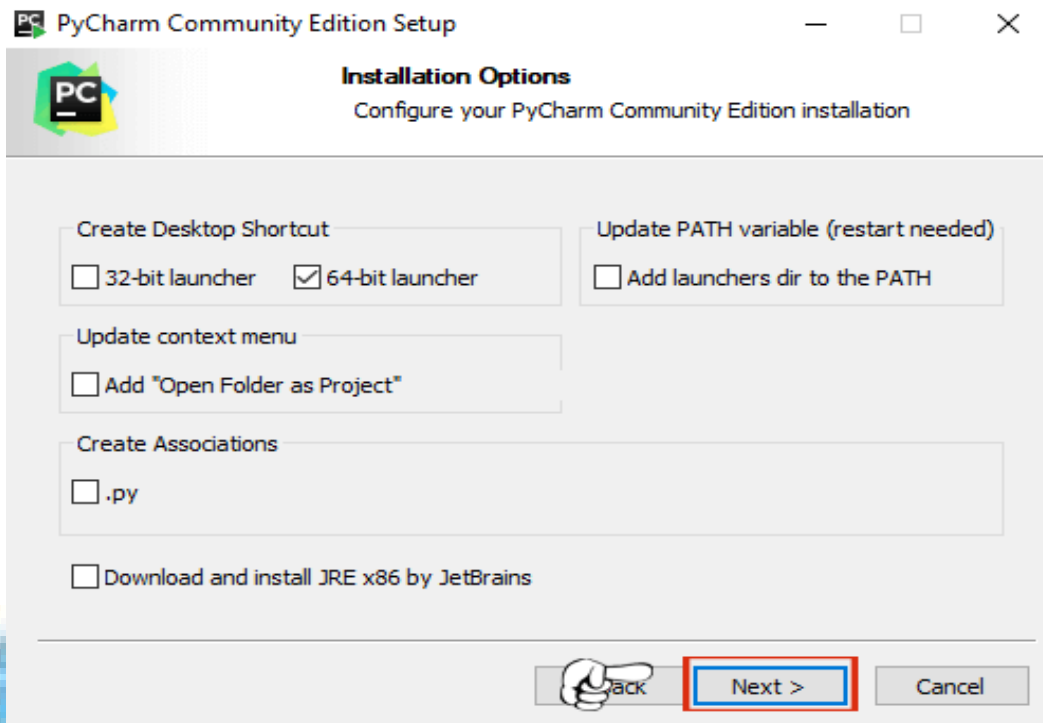 PyCharm Community Edition Setup
PC
Installation Options
Configure your PyCharm Community Edition installation
Create Desktop Shortcut
Update PATH variable (restart needed)
32-bit launcher
64-bit launcher
Add launchers dir to the PATH
Update context menu
Add "Open Folder as Project"
Create Associations
.py
Download and install JRE x86 by JetBrains
Next >
Cancel